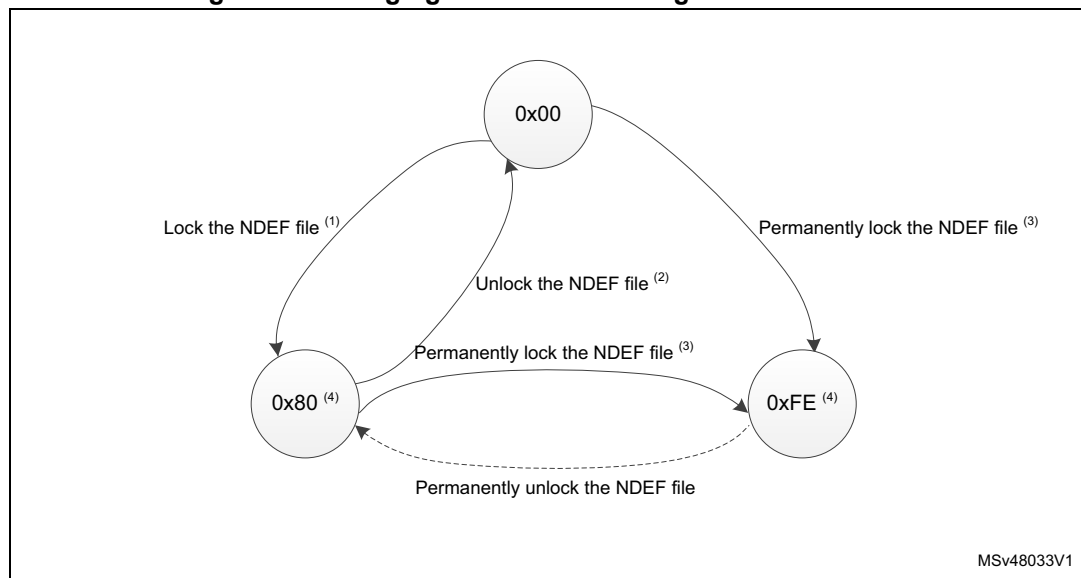 0x00
Lock the NDEF file (1)
Permanently lock the NDEF file (3)
Unlock the NDEF file (2)
Permanently lock the NDEF file (3)
0x80 (4)
0xFE (4)
Permanently unlock the NDEF file
MSv48033V1